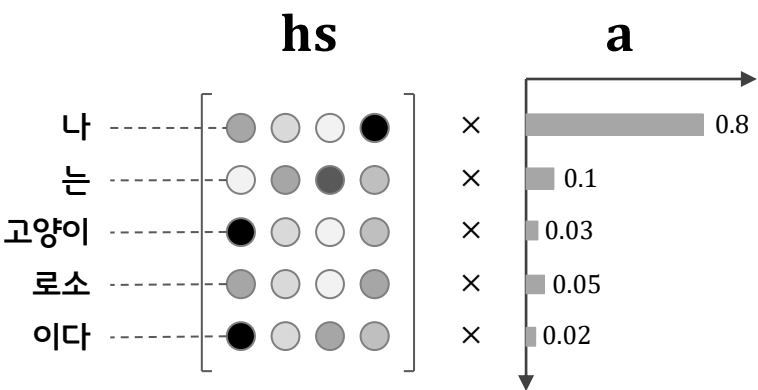 hs a
나 × 0.8
는 × 0.1
고양이 × 0.03
로소 × 0.05
이다 × 0.02